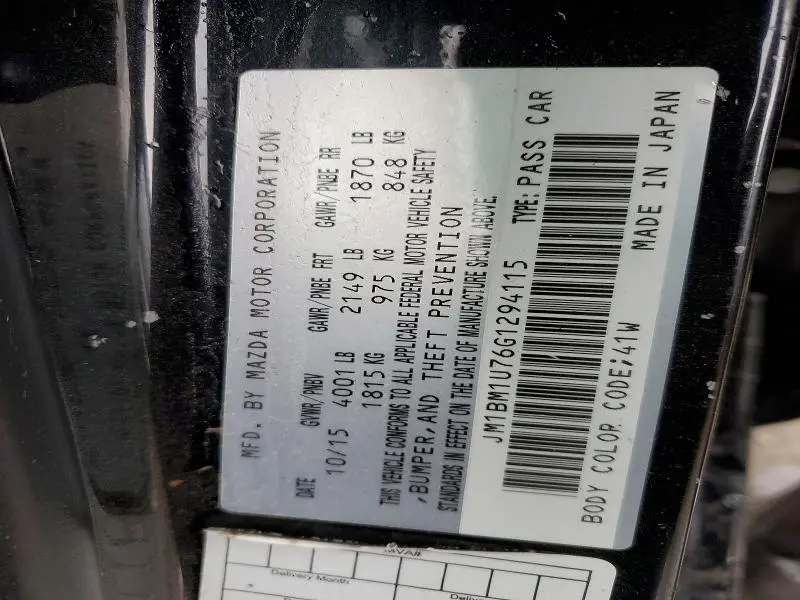 MFD. BY MAZDA MOTOR CORPORATION
DATE GVWR/PNBV GAWR/PNBE FRT GAWR/PNBE RR
10/15 4001 LB 2149 LB 1870 LB
1815 KG 975 KG 848 KG
THIS VEHICLE CONFORMS TO ALL APPLICABLE FEDERAL MOTOR VEHICLE SAFETY
,BUMPER,AND THEFT PREVENTION
STANDARDS IN EFFECT ON THE DATE OF MANUFACTURE SHOWN ABOVE.
JM1BM1U76G1294115 TYPE:PASS CAR
BODY COLOR CODE;41W MADE IN JAPAN
MVA#
Delivery Month